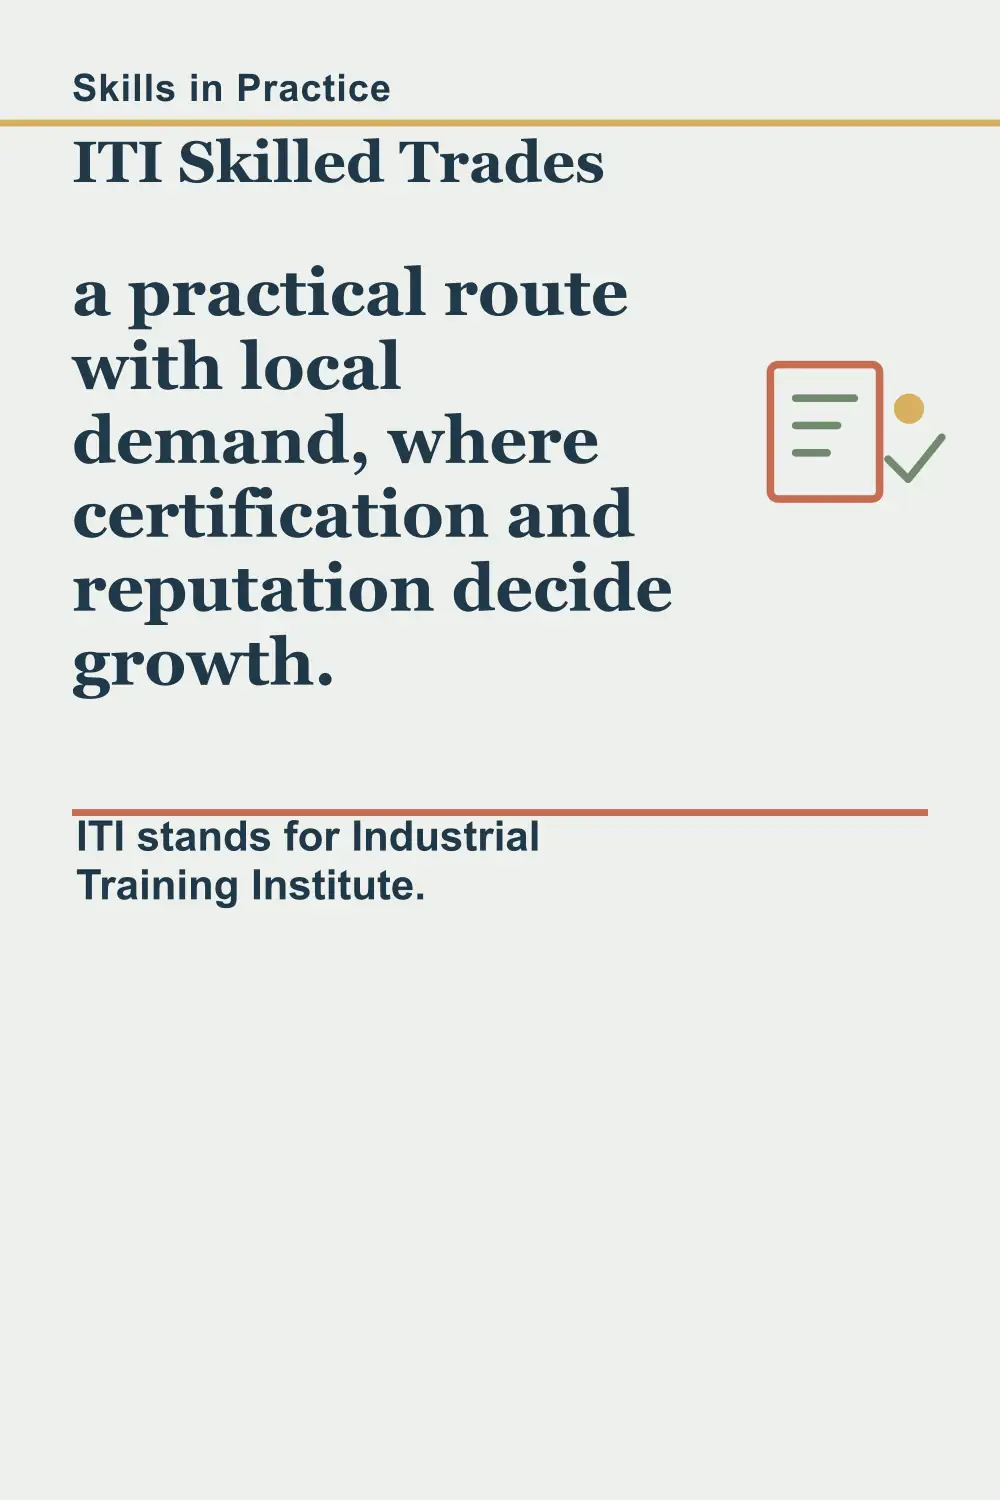 Skills in Practice
ITI Skilled Trades
a practical route
with local
demand, where
certification and
reputation decide
growth.
ITI stands for Industrial
Training Institute.